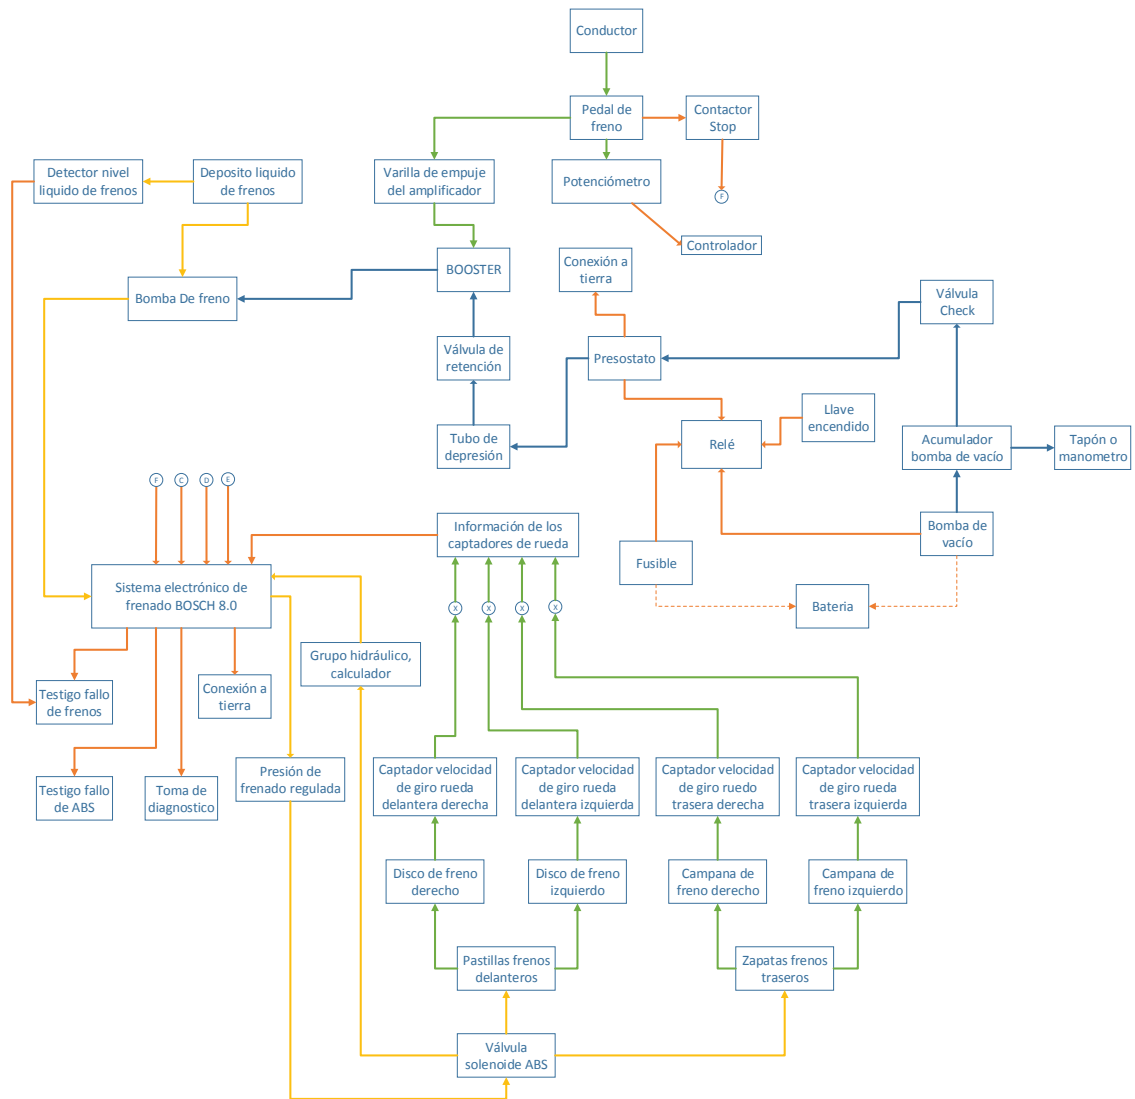 Conductor
Pedal de
freno
Contactor
Stop
Detector nivel
liquido de frenos
Deposito liquido
de frenos
Varilla de empuje
del amplificador
Potenciómetro
F
Controlador
BOOSTER
Conexión a
tierra
Bomba De freno
Válvula
Check
Válvula de
retención
Presostato
Llave
encendido
Tubo de
depresión
Relé
Acumulador
bomba de vacío
Tapón o
manometro
F
C
D
E
Información de los
captadores de rueda
Bomba de
vacío
Fusible
Sistema electrónico de
frenado BOSCH 8.0
Bateria
X
X
X
X
Grupo hidráulico,
calculador
Testigo fallo
de frenos
Conexión a
tierra
Testigo fallo
de ABS
Toma de
diagnostico
Presión de
frenado regulada
Captador velocidad
de giro rueda
delantera derecha
Captador velocidad
de giro rueda
delantera izquierda
Captador velocidad
de giro ruedo
trasera derecha
Captador velocidad
de giro rueda
trasera izquierda
Disco de freno
derecho
Disco de freno
izquierdo
Campana de
freno derecho
Campana de
freno izquierdo
Pastillas frenos
delanteros
Zapatas frenos
traseros
Válvula
solenoide ABS